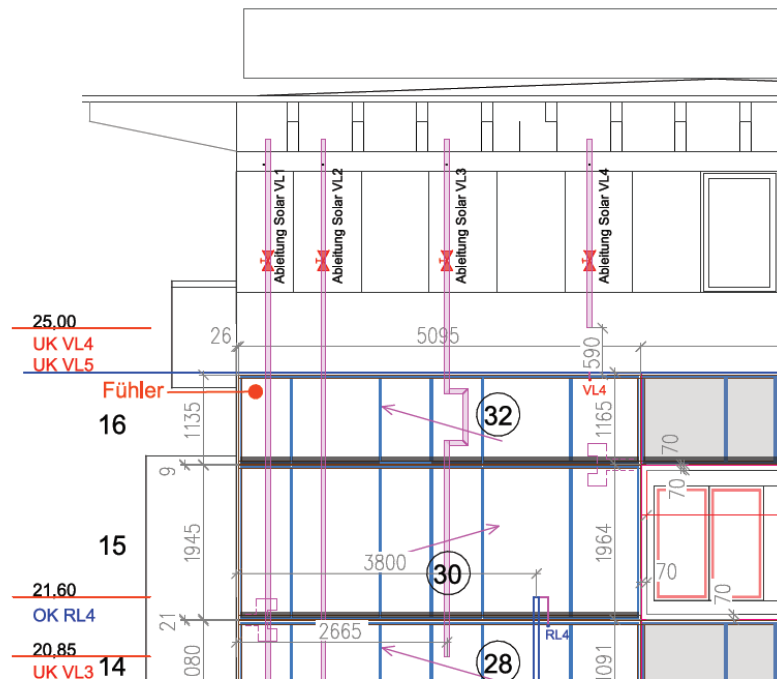 Ableitung Solar VL1
Ableitung Solar VL2
Ableitung Solar VL3
Ableitung Solar VL4
25,00
UK VL4
UK VL5
26
5095
590
Fühler
VL4
16
1135
32
1165
70
9
70
15
1945
1964
3800
30
70
21,60
OK RL4
70
21
2665
RL4
20,85
UK VL3
14
080
28
1091